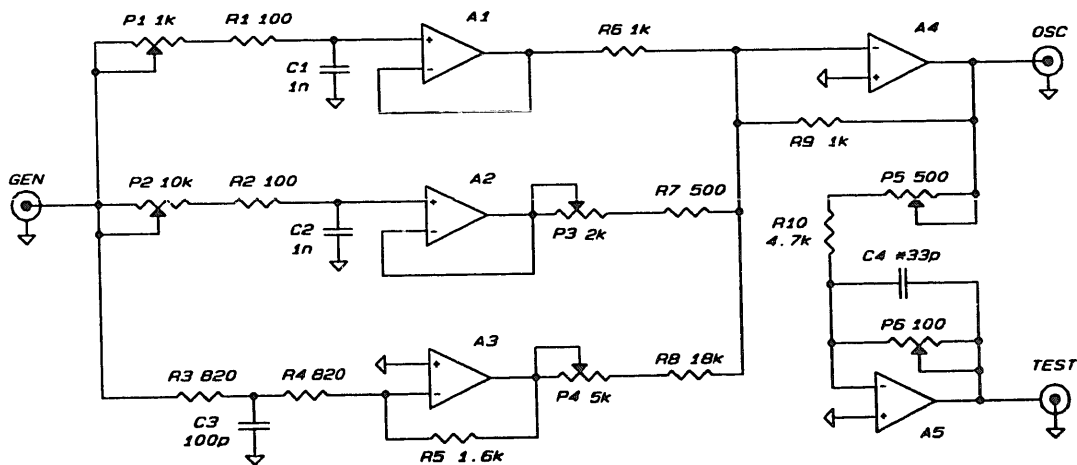 P1 1k
R1 100
A1
R6 1k
A4
OSC
C1
1n
R9 1k
GEN
P2 10k
R2 100
A2
R7 500
P5 500
C2
1n
P3 2k
R10
4.7k
C4 *33p
A3
P6 100
R3 820
R4 820
R8 18k
TEST
P4 5k
C3
100p
R5 1.6k
A5